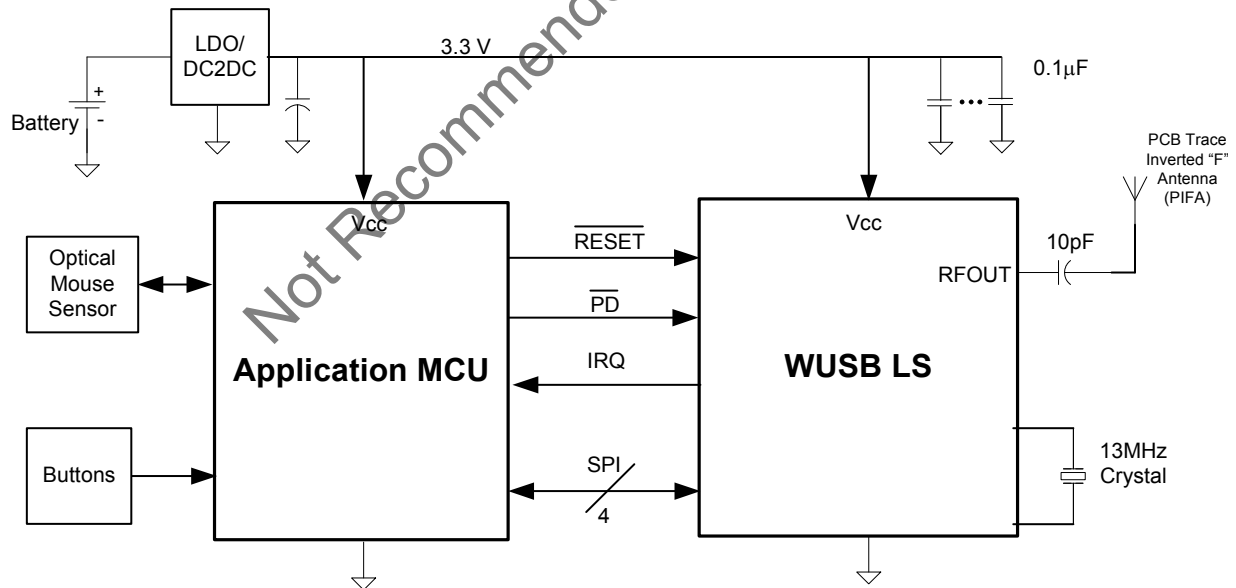 LDO/
DC2DC
3.3 V
0.1µF
+
-
Battery
PCB Trace
Inverted “F”
Antenna
(PIFA)
Not Recommende
Vcc
Vcc
RESET
10pF
Optical
Mouse
Sensor
RFOUT
PD
Application MCU
IRQ
WUSB LS
Buttons
SPI
4
13MHz
Crystal